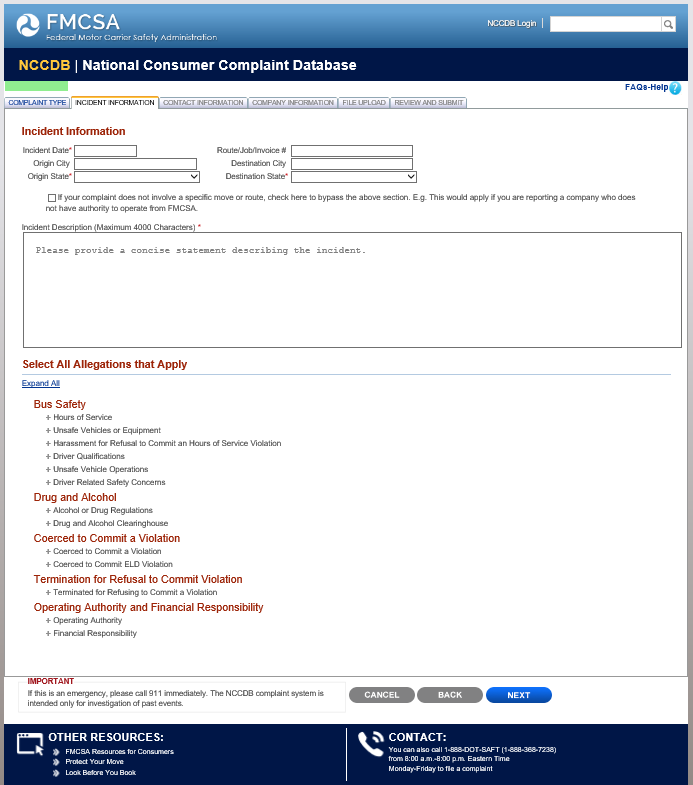 FMCSA
Federal Motor Carrier Safety Administration
NCCDB Login |
NCCDB | National Consumer Complaint Database
FAQs-Help ?
COMPLAINT TYPE INCIDENT INFORMATION CONTACT INFORMATION COMPANY INFORMATION FILE UPLOAD REVIEW AND SUBMIT
Incident Information
Incident Date* Route/Job/Invoice #
Origin City Destination City
Origin State* Destination State*
If your complaint does not involve a specific move or route, check here to bypass the above section. E.g. This would apply if you are reporting a company who does
not have authority to operate from FMCSA.
Incident Description (Maximum 4000 Characters) *
Please provide a concise statement describing the incident.
Select All Allegations that Apply
Expand All
Bus Safety
+ Hours of Service
+ Unsafe Vehicles or Equipment
+ Harassment for Refusal to Commit an Hours of Service Violation
+ Driver Qualifications
+ Unsafe Vehicle Operations
+ Driver Related Safety Concerns
Drug and Alcohol
+ Alcohol or Drug Regulations
+ Drug and Alcohol Clearinghouse
Coerced to Commit a Violation
+ Coerced to Commit a Violation
+ Coerced to Commit ELD Violation
Termination for Refusal to Commit Violation
+ Terminated for Refusing to Commit a Violation
Operating Authority and Financial Responsibility
+ Operating Authority
+ Financial Responsibility
IMPORTANT
If this is an emergency, please call 911 immediately. The NCCDB complaint system is
intended only for investigation of past events.
CANCEL BACK NEXT
OTHER RESOURCES:
FMCSA Resources for Consumers
Protect Your Move
Look Before You Book
CONTACT:
You can also call 1-888-DOT-SAFT (1-888-368-7238)
from 8:00 a.m.-8:00 p.m. Eastern Time
Monday-Friday to file a complaint